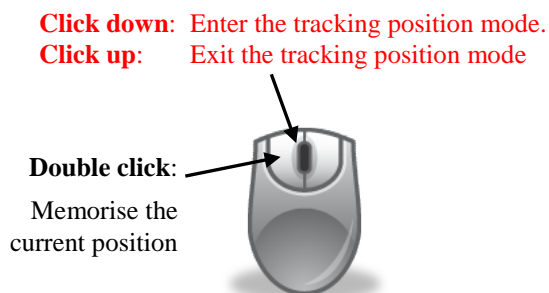 Click down: Enter the tracking position mode.
Click up: Exit the tracking position mode
Double click:
Memorise the
current position